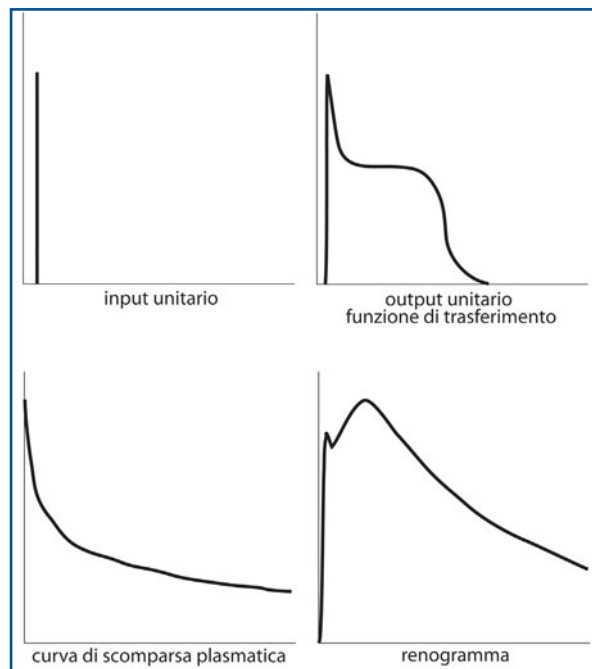 input unitario
output unitario
funzione di trasferimento
curva di scomparsa plasmatica
renogramma